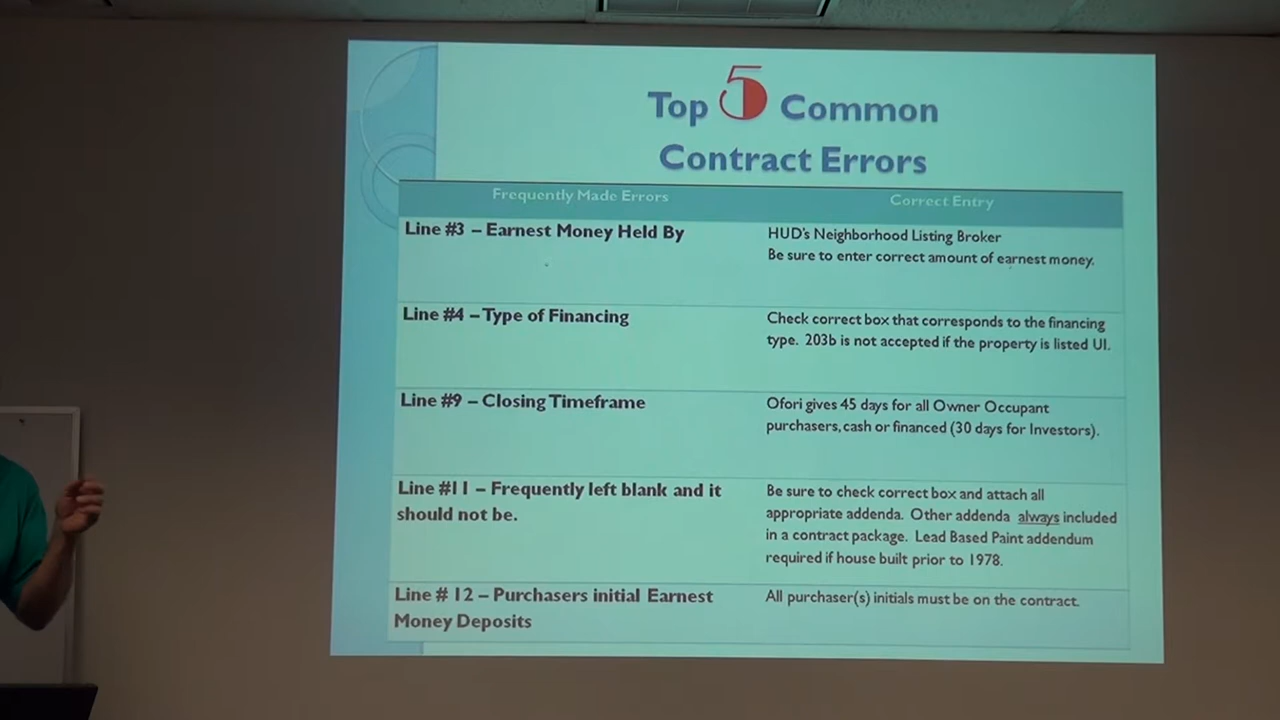 Top 5 Common
Contract Errors
Frequently Made Errors
Correct Entry
Line #3 – Earnest Money Held By
HUD's Neighborhood Listing Broker
Be sure to enter correct amount of earnest money.
Line #4 – Type of Financing
Check correct box that corresponds to the financing
type. 203b is not accepted if the property is listed UI.
Line #9 – Closing Timeframe
Ofori gives 45 days for all Owner Occupant
purchasers, cash or financed (30 days for Investors).
Line #11 – Frequently left blank and it
should not be.
Be sure to check correct box and attach all
appropriate addenda. Other addenda always included
in a contract package. Lead Based Paint addendum
required if house built prior to 1978.
Line # 12 – Purchasers initial Earnest
Money Deposits
All purchaser(s) initials must be on the contract.